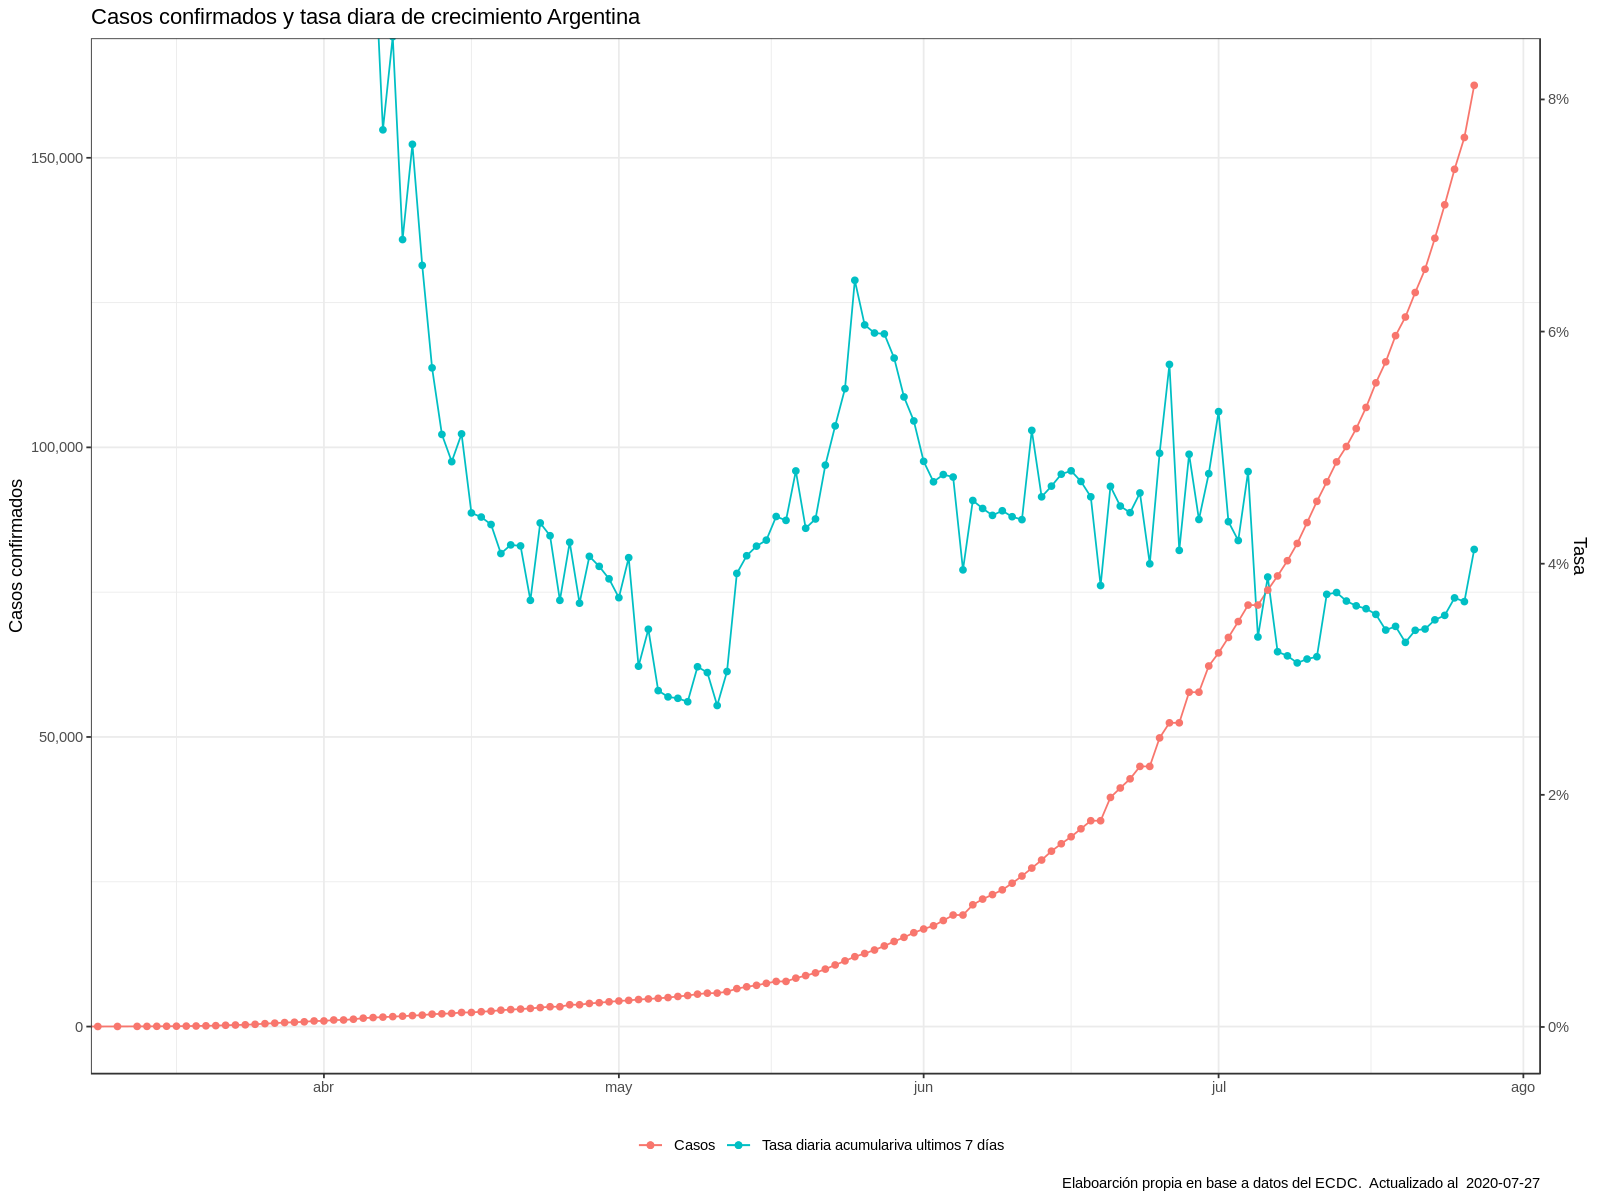 Casos confirmados y tasa diara de crecimiento Argentina
8%
150,000
6%
100,000
Casos confirmados
Tasa
4%
50,000
2%
0
0%
abr may jun jul ago
Casos Tasa diaria acumulariva ultimos 7 días
Elaboarción propia en base a datos del ECDC. Actualizado al 2020-07-27